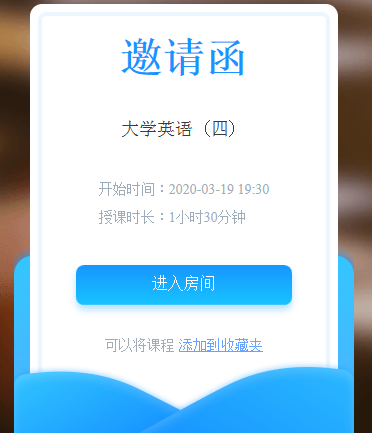 邀请函
大学英语（四）
开始时间：2020-03-19 19:30
授课时长：1小时30分钟
进入房间
可以将课程 添加到收藏夹